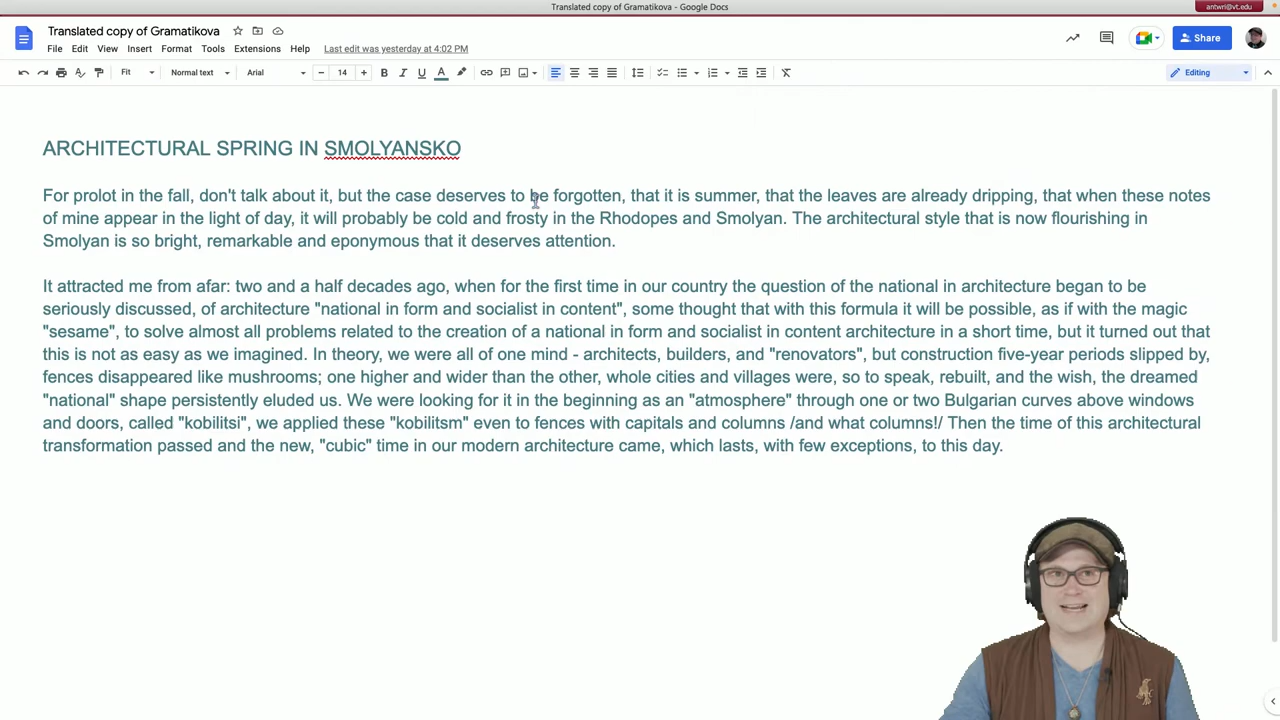 Translated copy of Gramatikova - Google Docs
antwri@vt.edu
Translated copy of Gramatikova
File Edit View Insert Format Tools Extensions Help Last edit was yesterday at 4:02 PM
Share
Fit Normal text Arial 14 B I U A Editing
ARCHITECTURAL SPRING IN SMOLYANSKO
For prolot in the fall, don't talk about it, but the case deserves to be forgotten, that it is summer, that the leaves are already dripping, that when these notes
of mine appear in the light of day, it will probably be cold and frosty in the Rhodopes and Smolyan. The architectural style that is now flourishing in
Smolyan is so bright, remarkable and eponymous that it deserves attention.
It attracted me from afar: two and a half decades ago, when for the first time in our country the question of the national in architecture began to be
seriously discussed, of architecture "national in form and socialist in content", some thought that with this formula it will be possible, as if with the magic
"sesame", to solve almost all problems related to the creation of a national in form and socialist in content architecture in a short time, but it turned out that
this is not as easy as we imagined. In theory, we were all of one mind - architects, builders, and "renovators", but construction five-year periods slipped by,
fences disappeared like mushrooms; one higher and wider than the other, whole cities and villages were, so to speak, rebuilt, and the wish, the dreamed
"national" shape persistently eluded us. We were looking for it in the beginning as an "atmosphere" through one or two Bulgarian curves above windows
and doors, called "kobilitsi", we applied these "kobilitsm" even to fences with capitals and columns /and what columns!/ Then the time of this architectural
transformation passed and the new, "cubic" time in our modern architecture came, which lasts, with few exceptions, to this day.